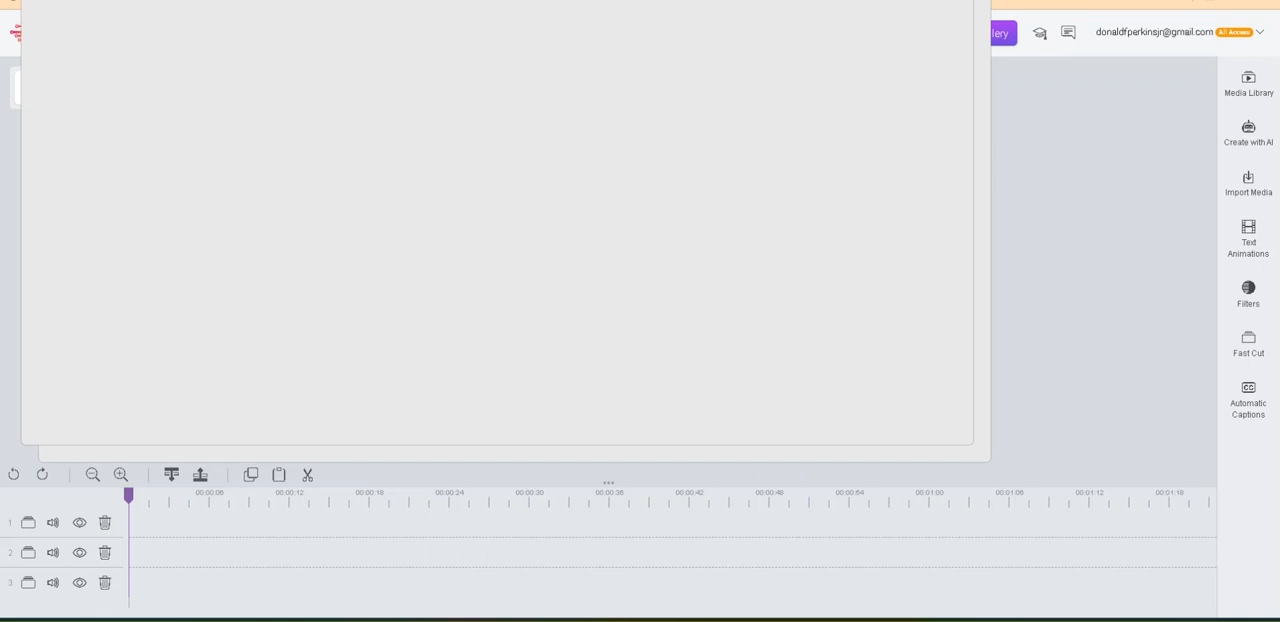 lery
donaldfperkinsjr@gmail.com All Access
Media Library
Create with AI
Import Media
Text
Animations
Filters
Fast Cut
CC
Automatic
Captions
00:00:06 00:00:12 00:00:18 00:00:24 00:00:30 00:00:36 00:00:42 00:00:48 00:00:54 00:01:00 00:01:06 00:01:12 00:01:18
1
2
3